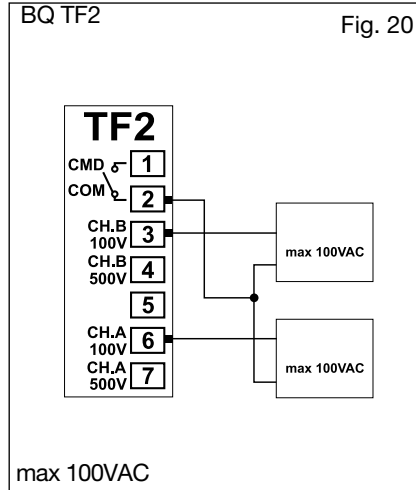 BQ TF2
Fig. 20
TF2
CMD 1
COM 2
CH.B
100V 3
CH.B
500V 4
5
CH.A
100V 6
CH.A
500V 7
max 100VAC
max 100VAC
max 100VAC